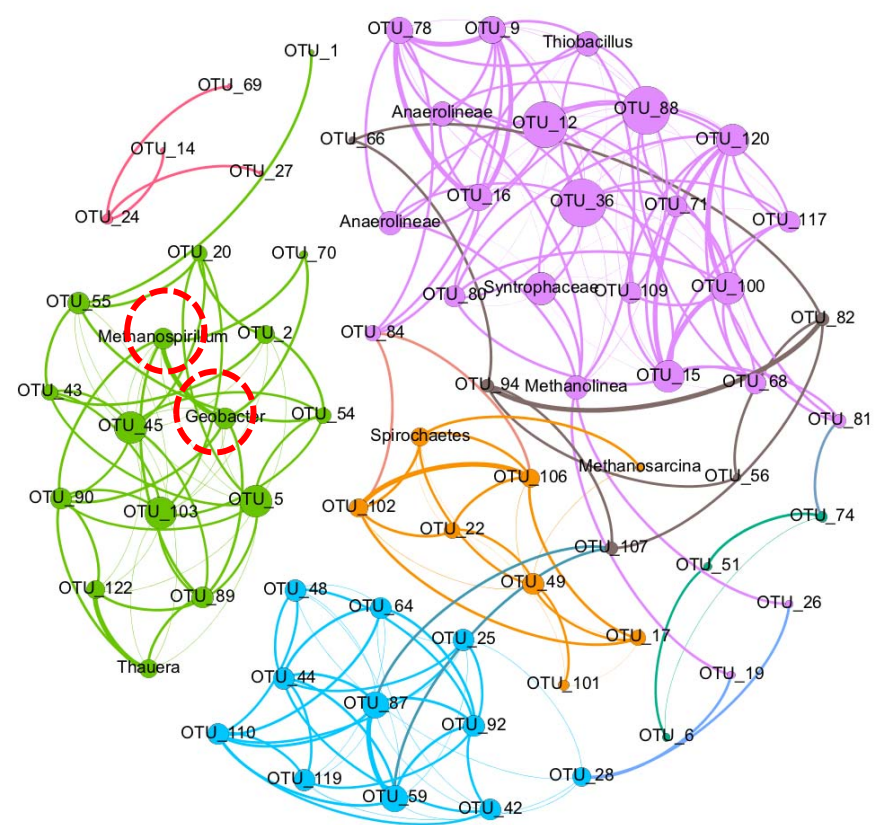 OTU_78
OTU_9
Thiobacillus
OTU_1
OTU_69
Anaerolineae
OTU_88
OTU_12
OTU_66
OTU_120
OTU_14
OTU_27
OTU_16
OTU_36
OTU_71
OTU_24
Anaerolineae
OTU_117
OTU_20
OTU_70
OTU_55
OTU_80
Syntrophaceae
OTU_109
OTU_100
Methanospirillum
OTU_2
OTU_84
OTU_82
OTU_43
OTU_94
Methanolinea
OTU_15
OTU_68
OTU_45
Geobacter
OTU_54
OTU_81
Spirochaetes
Methanosarcina
OTU_106
OTU_56
OTU_90
OTU_103
OTU_5
OTU_102
OTU_22
OTU_74
OTU_107
OTU_51
OTU_122
OTU_89
OTU_48
OTU_64
OTU_49
OTU_26
OTU_25
OTU_17
Thauera
OTU_44
OTU_101
OTU_19
OTU_87
OTU_92
OTU_110
OTU_6
OTU_119
OTU_59
OTU_42
OTU_28